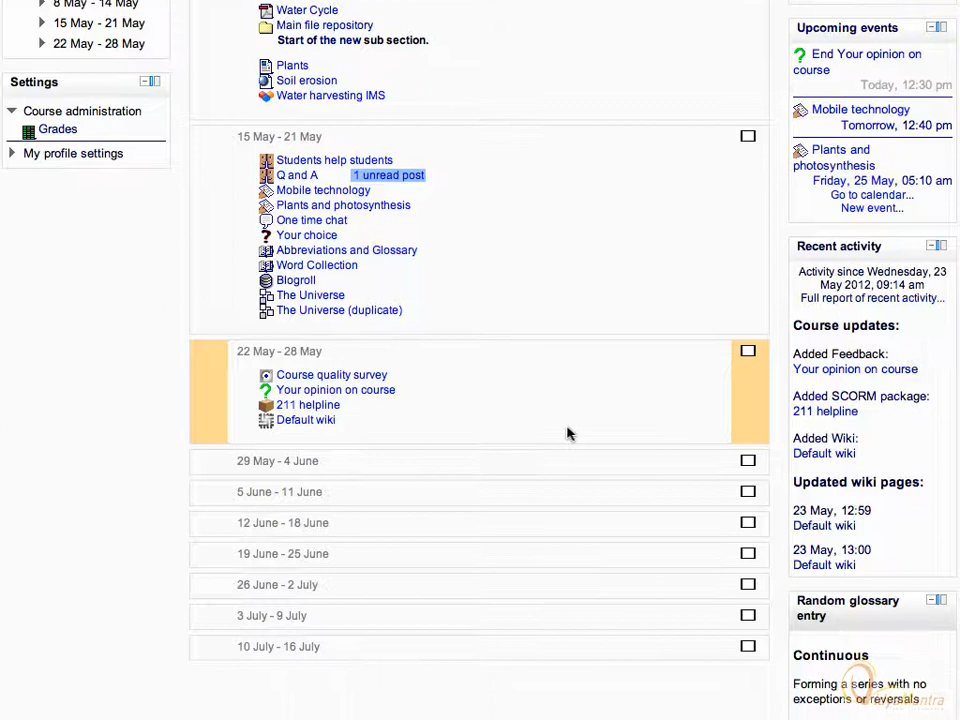 8 May - 14 May
15 May - 21 May
22 May - 28 May
Settings
Course administration
Grades
My profile settings
Water Cycle
Main file repository
Start of the new sub section.
Plants
Soil erosion
Water harvesting IMS
15 May - 21 May
Students help students
Q and A 1 unread post
Mobile technology
Plants and photosynthesis
One time chat
Your choice
Abbreviations and Glossary
Word Collection
Blogroll
The Universe
The Universe (duplicate)
22 May - 28 May
Course quality survey
Your opinion on course
211 helpline
Default wiki
29 May - 4 June
5 June - 11 June
12 June - 18 June
19 June - 25 June
26 June - 2 July
3 July - 9 July
10 July - 16 July
Upcoming events
End Your opinion on
course
Today, 12:30 pm
Mobile technology
Tomorrow, 12:40 pm
Plants and
photosynthesis
Friday, 25 May, 05:10 am
Go to calendar...
New event...
Recent activity
Activity since Wednesday, 23
May 2012, 09:14 am
Full report of recent activity...
Course updates:
Added Feedback:
Your opinion on course
Added SCORM package:
211 helpline
Added Wiki:
Default wiki
Updated wiki pages:
23 May, 12:59
Default wiki
23 May, 13:00
Default wiki
Random glossary
entry
Continuous
Forming a series with no
exceptions or reversals